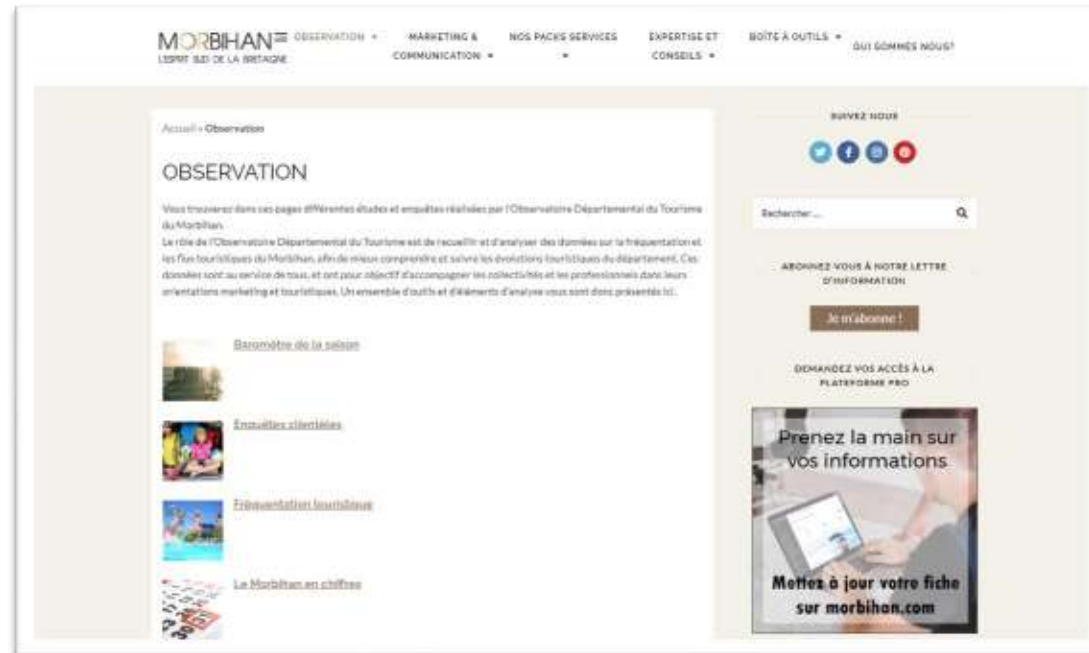 MORBIHAN
L'ESPRIT SUD DE LA BRETAGNE
OBSERVATION
MARKETING &
COMMUNICATION
NOS PACKS SERVICES
EXPERTISE ET
CONSEILS
BOÎTE À OUTILS
QUI SOMMES NOUS?
Accueil » Observation
OBSERVATION
Vous trouverez dans ces pages différentes études et enquêtes réalisées par l'Observatoire Départemental du Tourisme
du Morbihan.
Le rôle de l'Observatoire Départemental du Tourisme est de recueillir et d'analyser des données sur la fréquentation et
les flux touristiques du Morbihan, afin de mieux comprendre et suivre les évolutions touristiques du département. Ces
données sont au service de tous, et ont pour objectif d'accompagner les collectivités et les professionnels dans leurs
orientations marketing et touristiques. Un ensemble d'outils et d'éléments d'analyse vous sont donc présentés ici.
Baromètre de la saison
Enquêtes clientèles
Fréquentation touristique
Le Morbihan en chiffres
SUIVEZ NOUS
Rechercher ...
ABONNEZ VOUS À NOTRE LETTRE
D'INFORMATION
Je m'abonne !
DEMANDEZ VOS ACCÈS À LA
PLATEFORME PRO
Prenez la main sur
vos informations
Mettez à jour votre fiche
sur morbihan.com